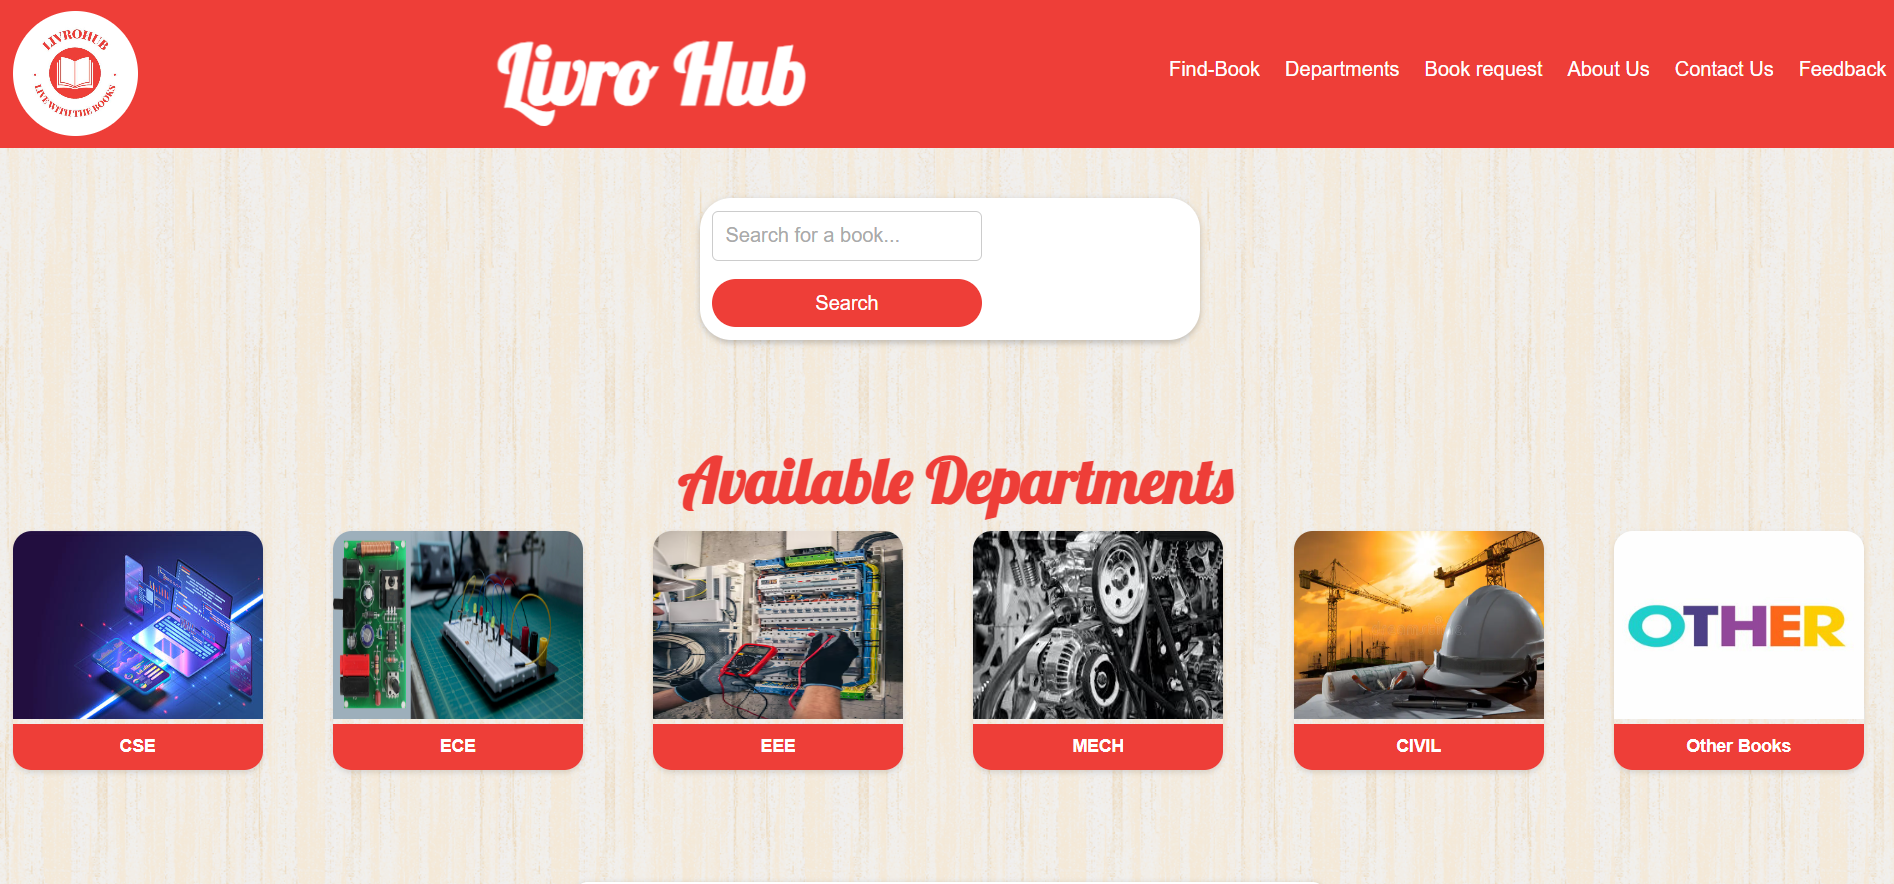 LIVROHUB
LIVE WITH THE BOOKS
Livro Hub
Find-Book Departments Book request About Us Contact Us Feedback
Search for a book...
Search
Available Departments
OTHER
CSE ECE EEE MECH CIVIL Other Books